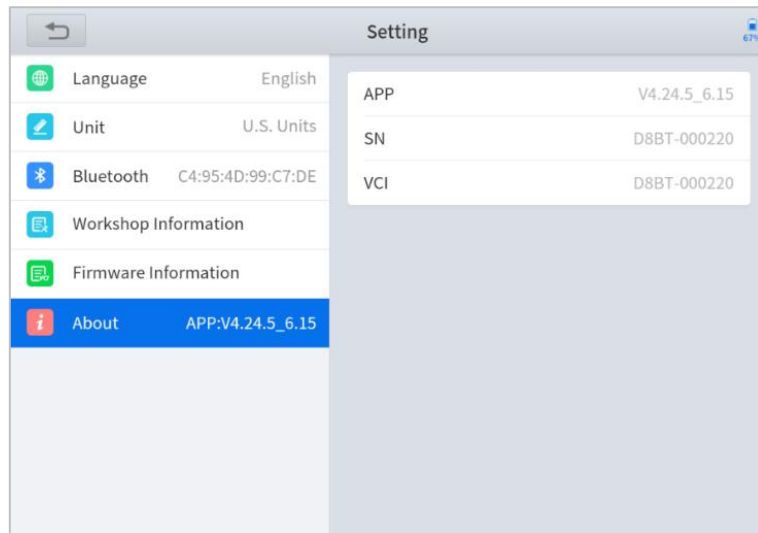 Setting
67%
Language English
Unit U.S. Units
Bluetooth C4:95:4D:99:C7:DE
Workshop Information
Firmware Information
About APP:V4.24.5_6.15
APP V4.24.5_6.15
SN D8BT-000220
VCI D8BT-000220